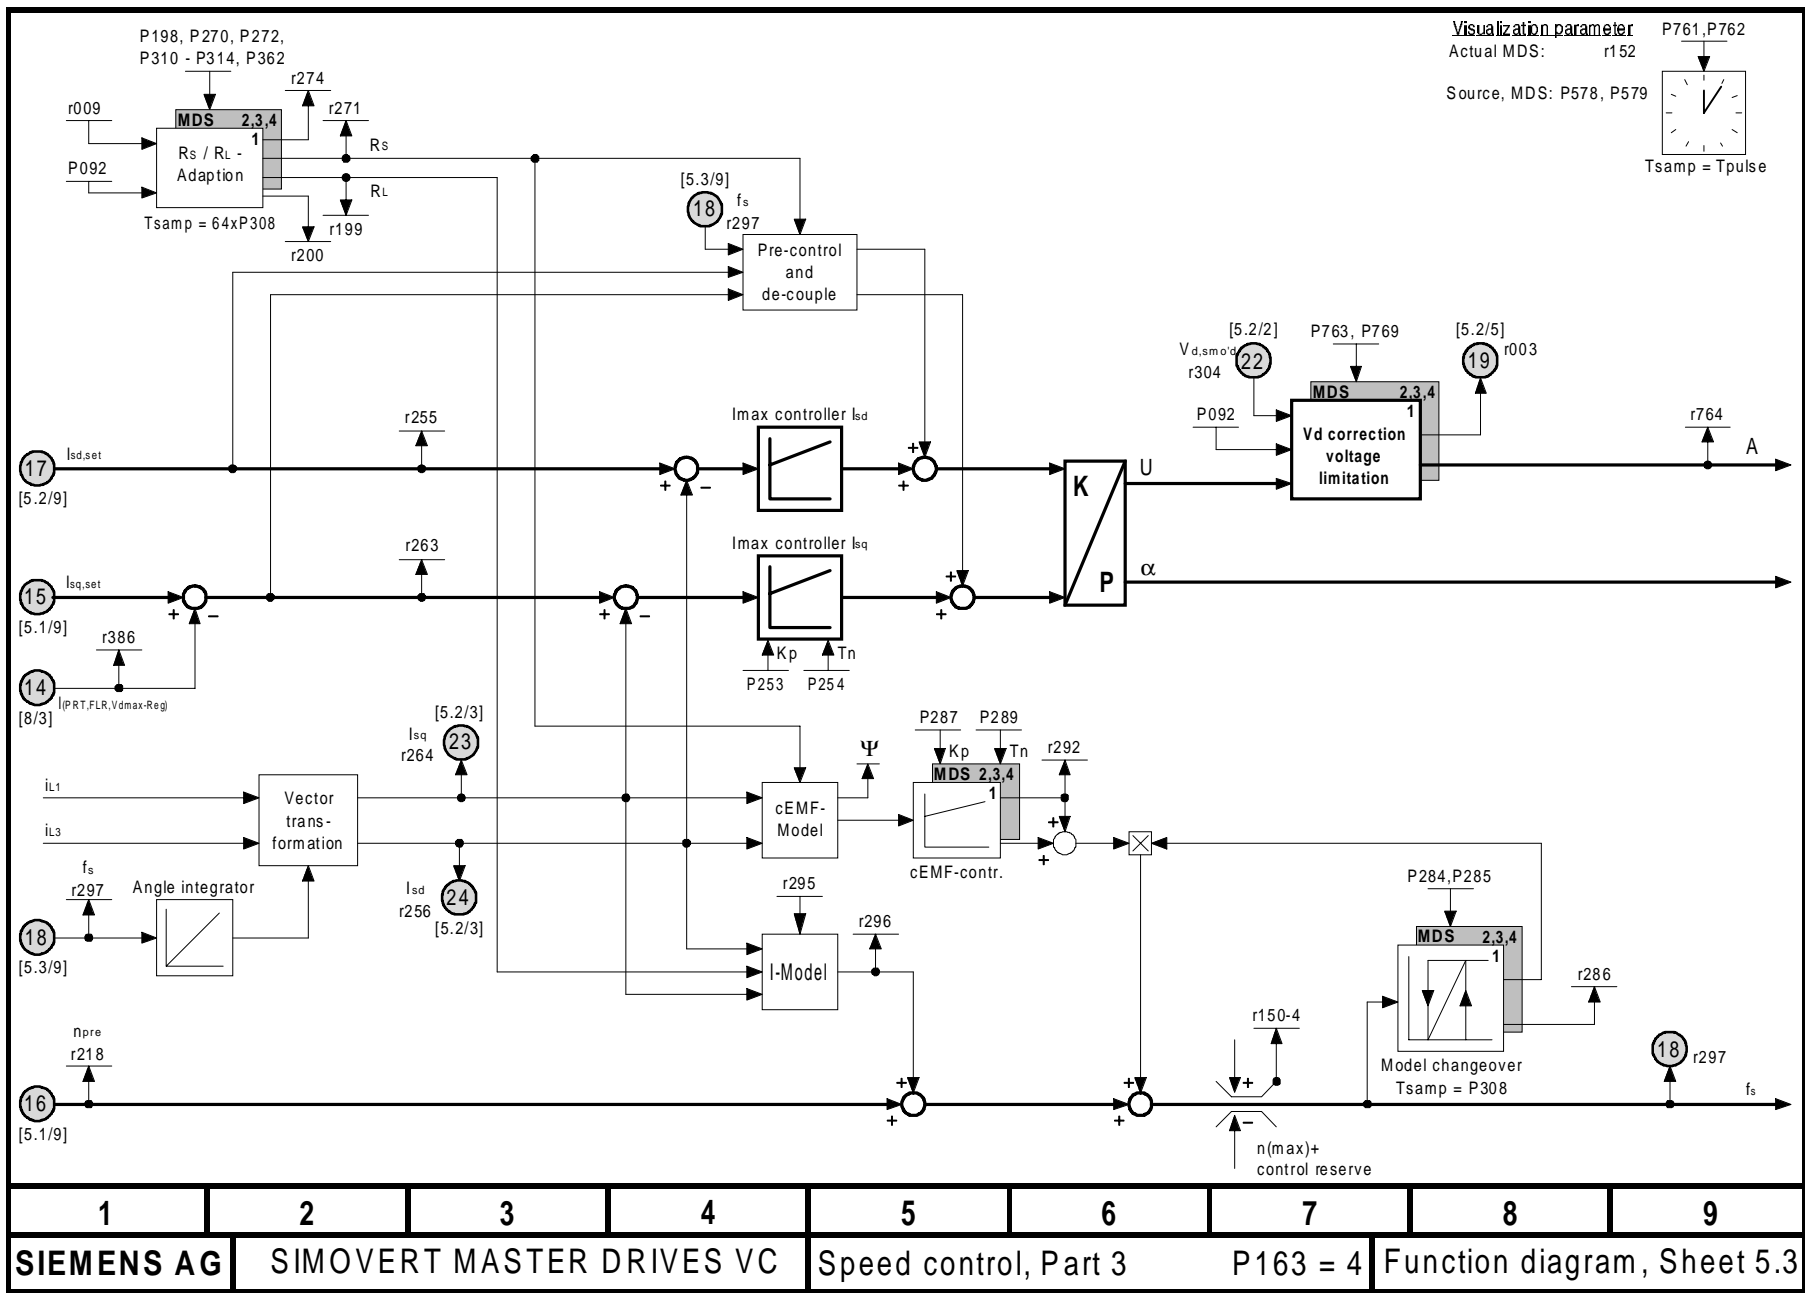 P198, P270, P272,
P310 - P314, P362
Visualization parameter
Actual MDS: r152
Source, MDS: P578, P579
P761,P762
Tsamp = Tpulse
r009
P092
MDS 2,3,4
1
Rs / RL -
Adaption
Tsamp = 64xP308
r274
r271
Rs
RL
r199
r200
[5.3/9]
18
fs
r297
Pre-control
and
de-couple
[5.2/2]
Vd,smo'd
r304
22
P763, P769
[5.2/5]
19
r003
P092
MDS 2,3,4
1
Vd correction
voltage
limitation
r764
A
17
Isd,set
[5.2/9]
r255
+
−
Imax controller Isd
+
+
K
P
U
α
15
Isq,set
[5.1/9]
+
−
r263
+
−
Imax controller Isq
+
+
Kp
Tn
P253
P254
r386
14
I(PRT,FLR,Vdmax-Reg)
[8/3]
[5.2/3]
Isq
r264
23
iL1
iL3
Vector
trans-
formation
Isd
r256
24
[5.2/3]
fs
r297
Angle integrator
18
[5.3/9]
cEMF-
Model
Ψ
P287
P289
Kp
Tn
MDS 2,3,4
1
cEMF-contr.
r292
+
+
r295
I-Model
r296
P284,P285
MDS 2,3,4
1
r286
Model changeover
Tsamp = P308
npre
r218
16
[5.1/9]
+
+
+
+
r150-4
+
−
n(max)+
control reserve
18
r297
fs
1 2 3 4 5 6 7 8 9
SIEMENS AG SIMOVERT MASTER DRIVES VC Speed control, Part 3 P163 = 4 Function diagram, Sheet 5.3